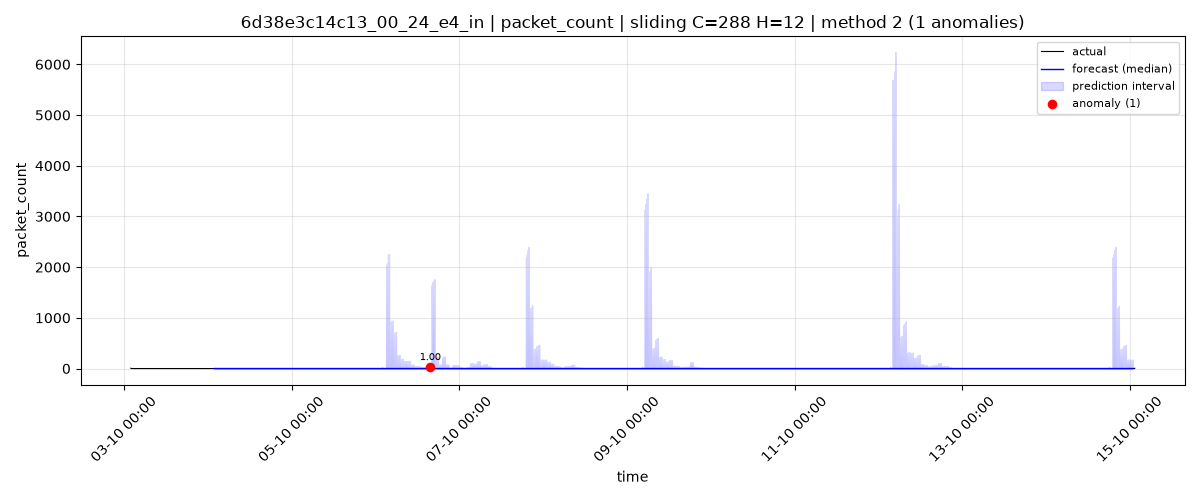 6d38e3c14c13_00_24_e4_in | packet_count | sliding C=288 H=12 | method 2 (1 anomalies)
packet_count
6000
5000
4000
3000
2000
1000
0
actual
forecast (median)
prediction interval
anomaly (1)
1.00
03-10 00:00
05-10 00:00
07-10 00:00
09-10 00:00
11-10 00:00
13-10 00:00
15-10 00:00
time